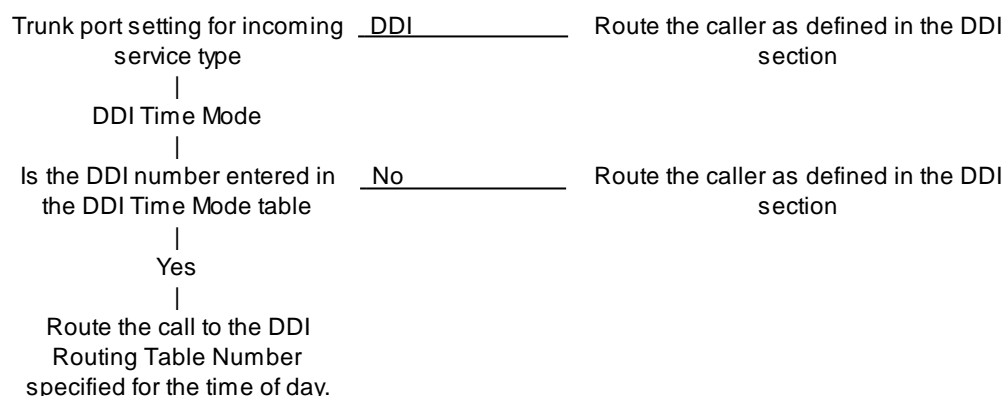 Trunk port setting for incoming service type DDI Route the caller as defined in the DDI section
|
DDI Time Mode
|
Is the DDI number entered in the DDI Time Mode table No Route the caller as defined in the DDI section
|
Yes
|
Route the call to the DDI
Routing Table Number
specified for the time of day.